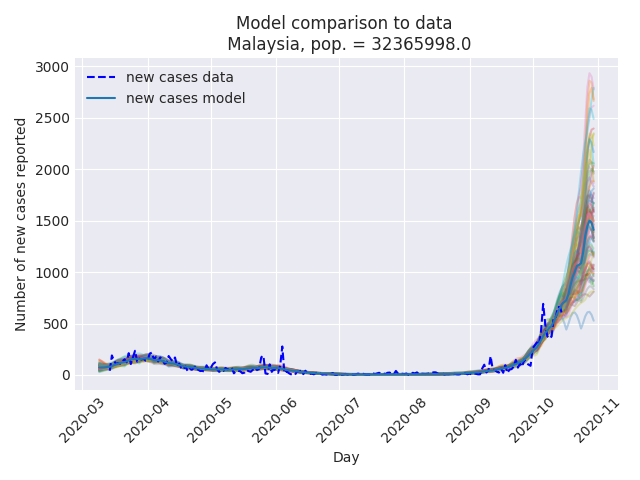 Model comparison to data
Malaysia, pop. = 32365998.0
new cases data
new cases model
3000
2500
2000
1500
1000
500
0
Number of new cases reported
2020-03
2020-04
2020-05
2020-06
2020-07
2020-08
2020-09
2020-10
2020-11
Day